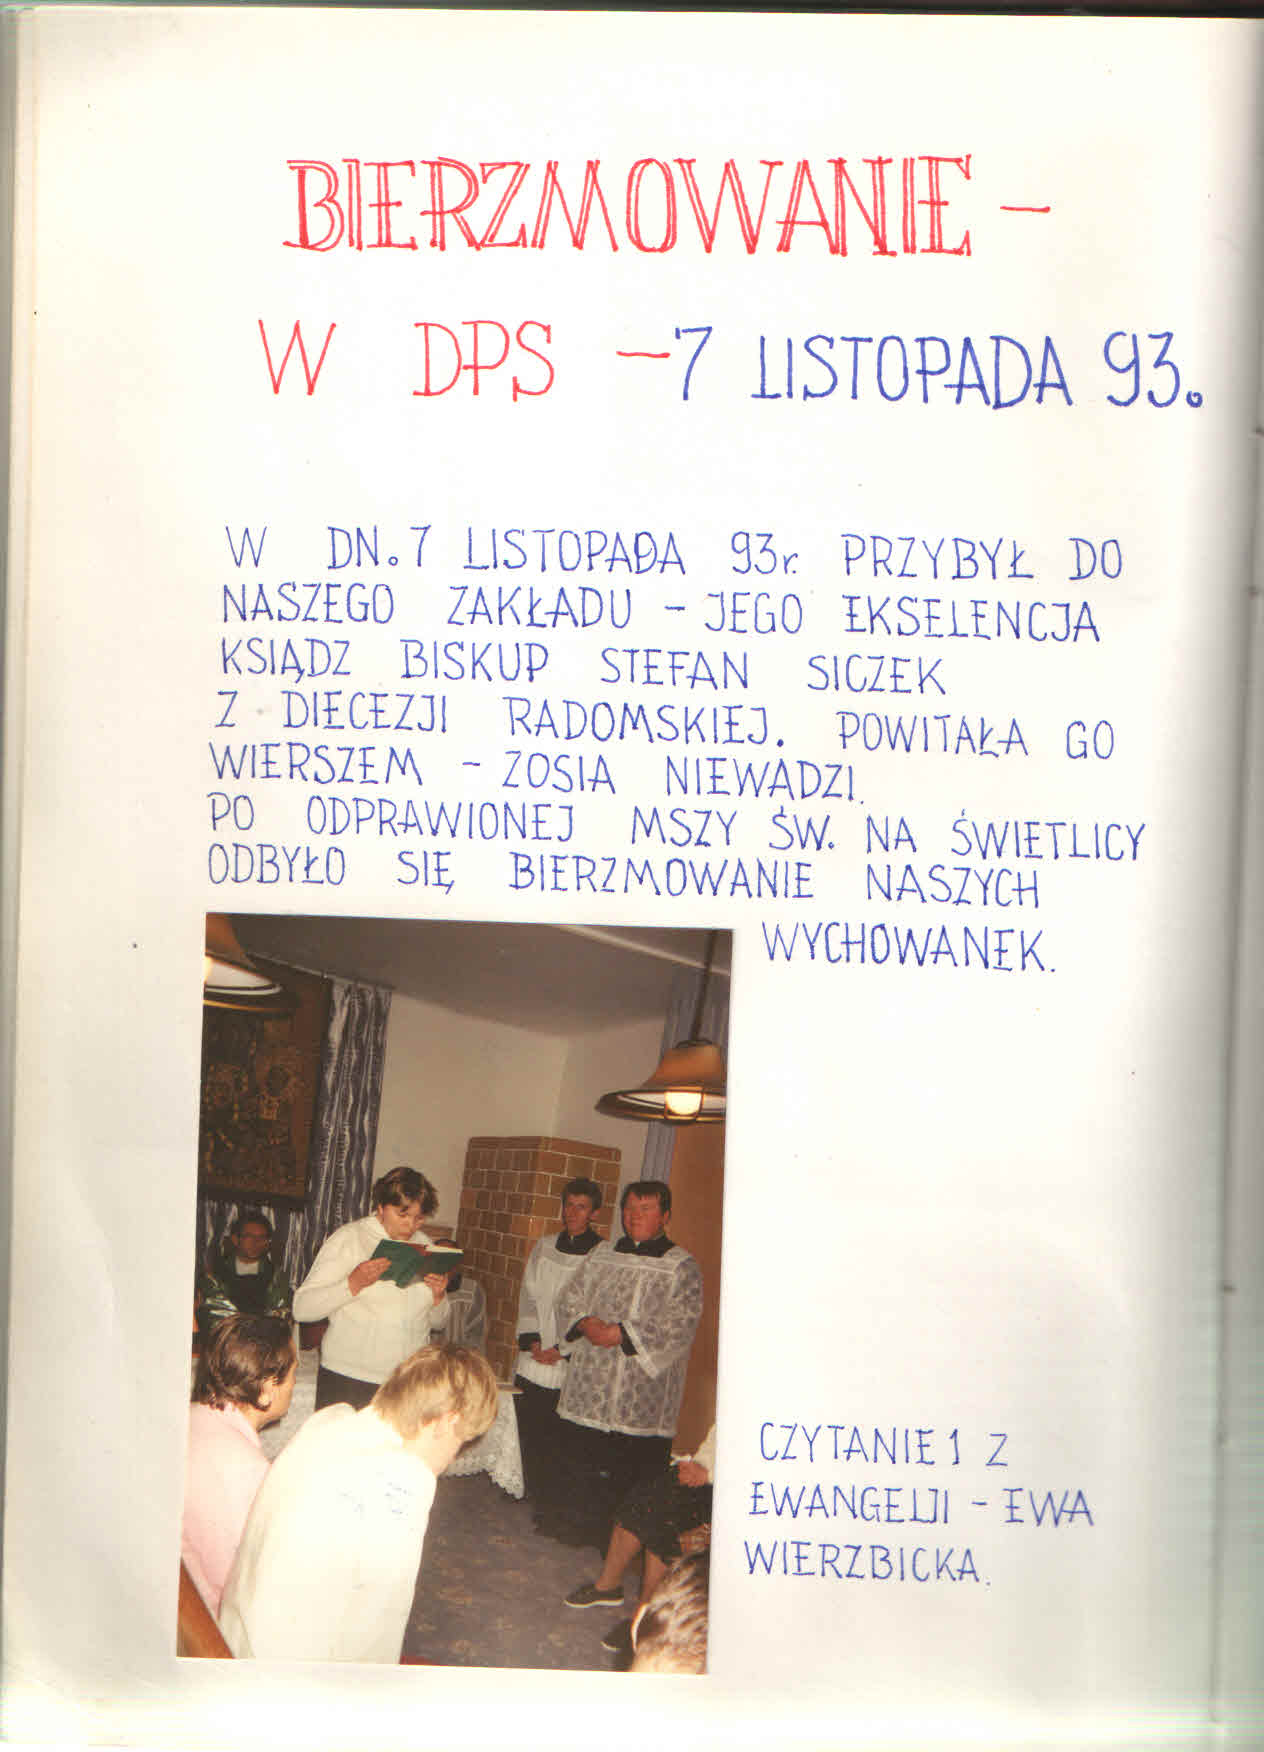 BIERZMOWANIE -
W DPS - 7 LISTOPADA 93.
W DN. 7 LISTOPADA 93r. PRZYBYŁ DO
NASZEGO ZAKŁADU - JEGO EKSELENCJA
KSIĄDZ BISKUP STEFAN SICZEK
Z DIECEZJI RADOMSKIEJ. POWITAŁA GO
WIERSZEM - ZOSIA NIEWADZI.
PO ODPRAWIONEJ MSZY ŚW. NA ŚWIETLICY
ODBYŁO SIĘ BIERZMOWANIE NASZYCH
WYCHOWANEK.
CZYTANIE 1 Z
EWANGELJI - EWA
WIERZBICKA.